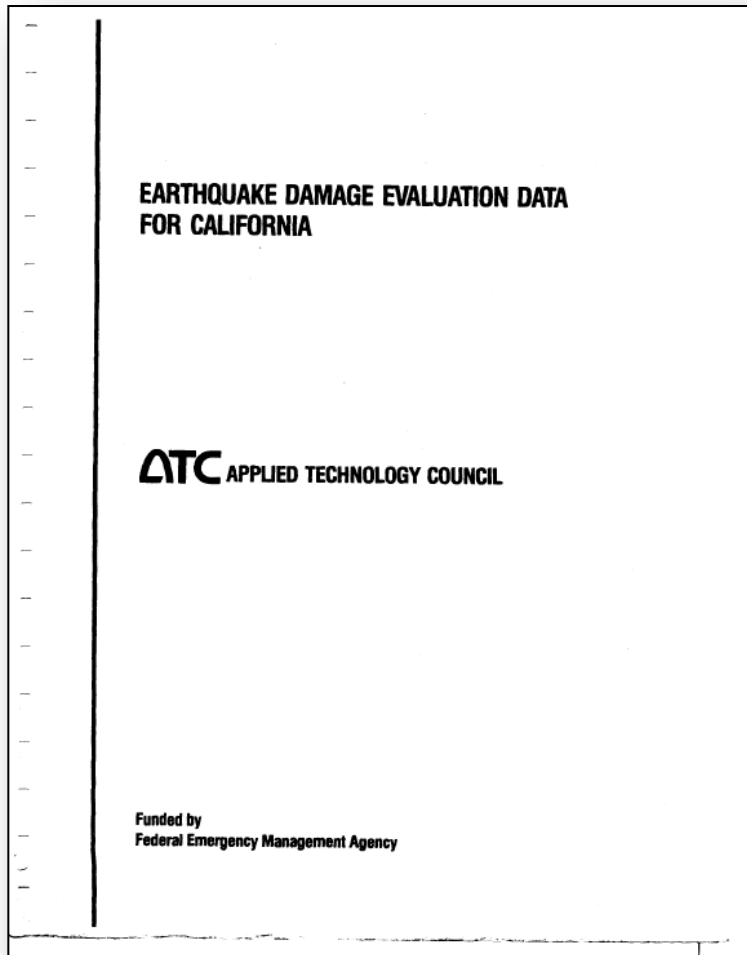 EARTHQUAKE DAMAGE EVALUATION DATA
FOR CALIFORNIA
ATC APPLIED TECHNOLOGY COUNCIL
Funded by
Federal Emergency Management Agency